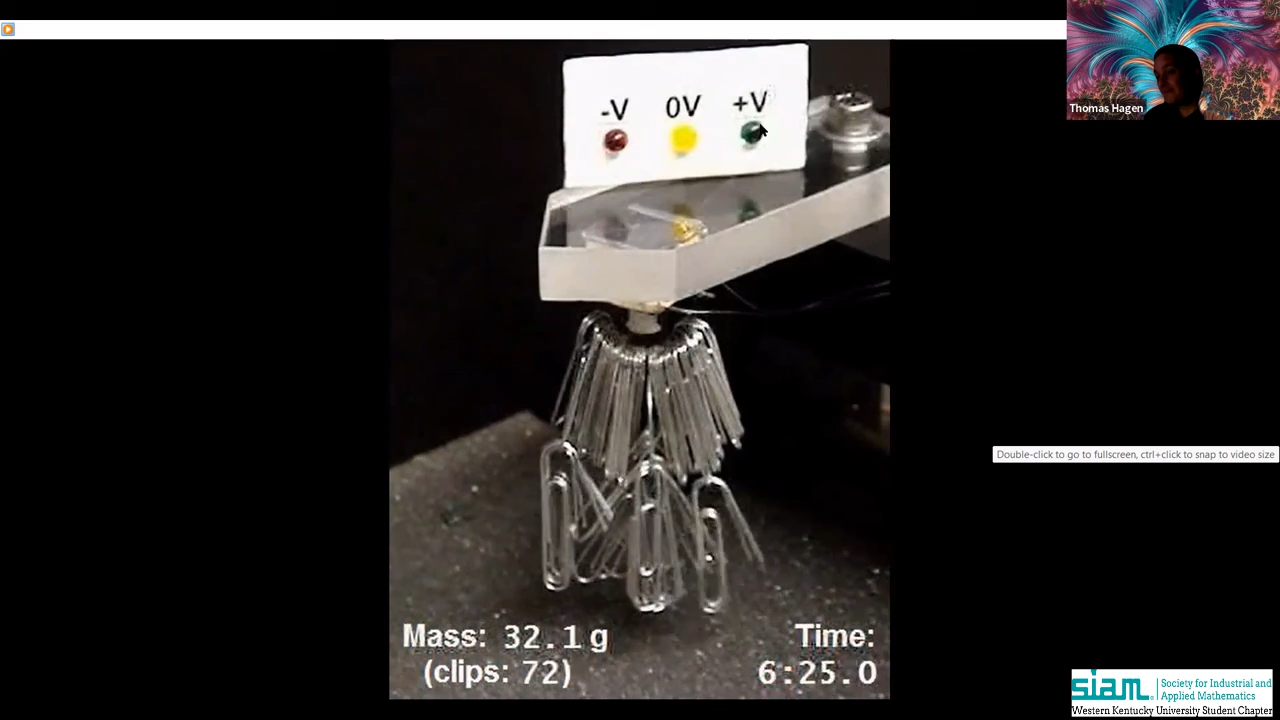 Thomas Hagen
-V 0V +V
Double-click to go to fullscreen, ctrl+click to snap to video size
Mass: 32.1 g
(clips: 72)
Time:
6:25.0
siam. Society for Industrial and
Applied Mathematics
Western Kentucky University Student Chapter